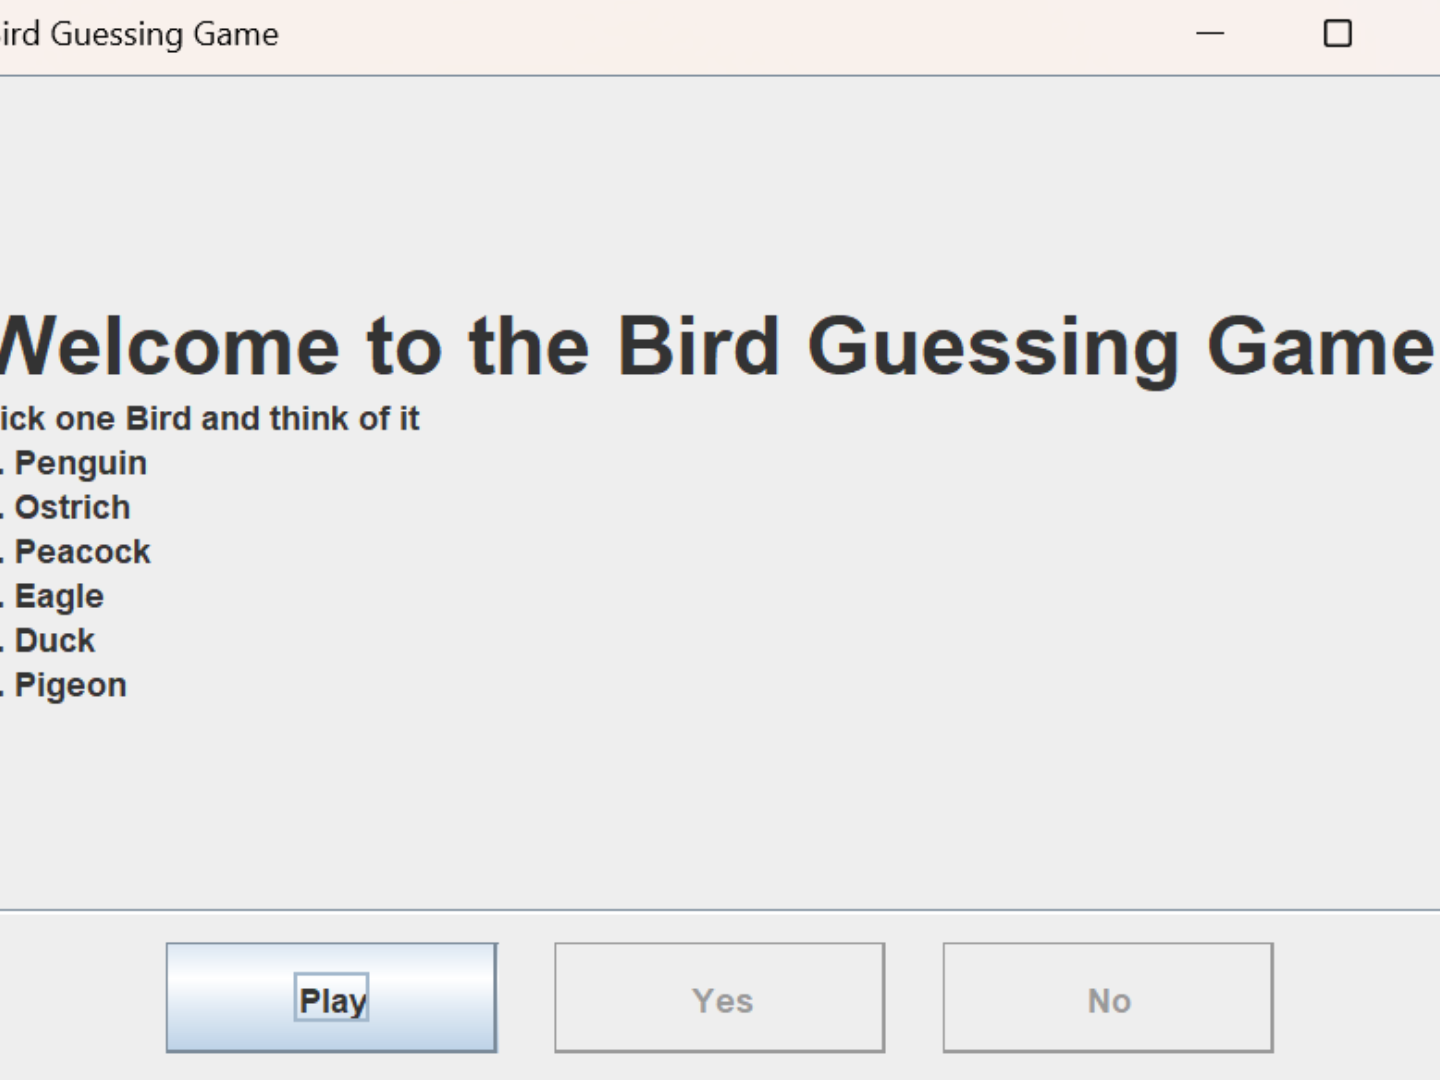 ird Guessing Game
Welcome to the Bird Guessing Game
ick one Bird and think of it
. Penguin
. Ostrich
. Peacock
. Eagle
. Duck
. Pigeon
Play
Yes
No